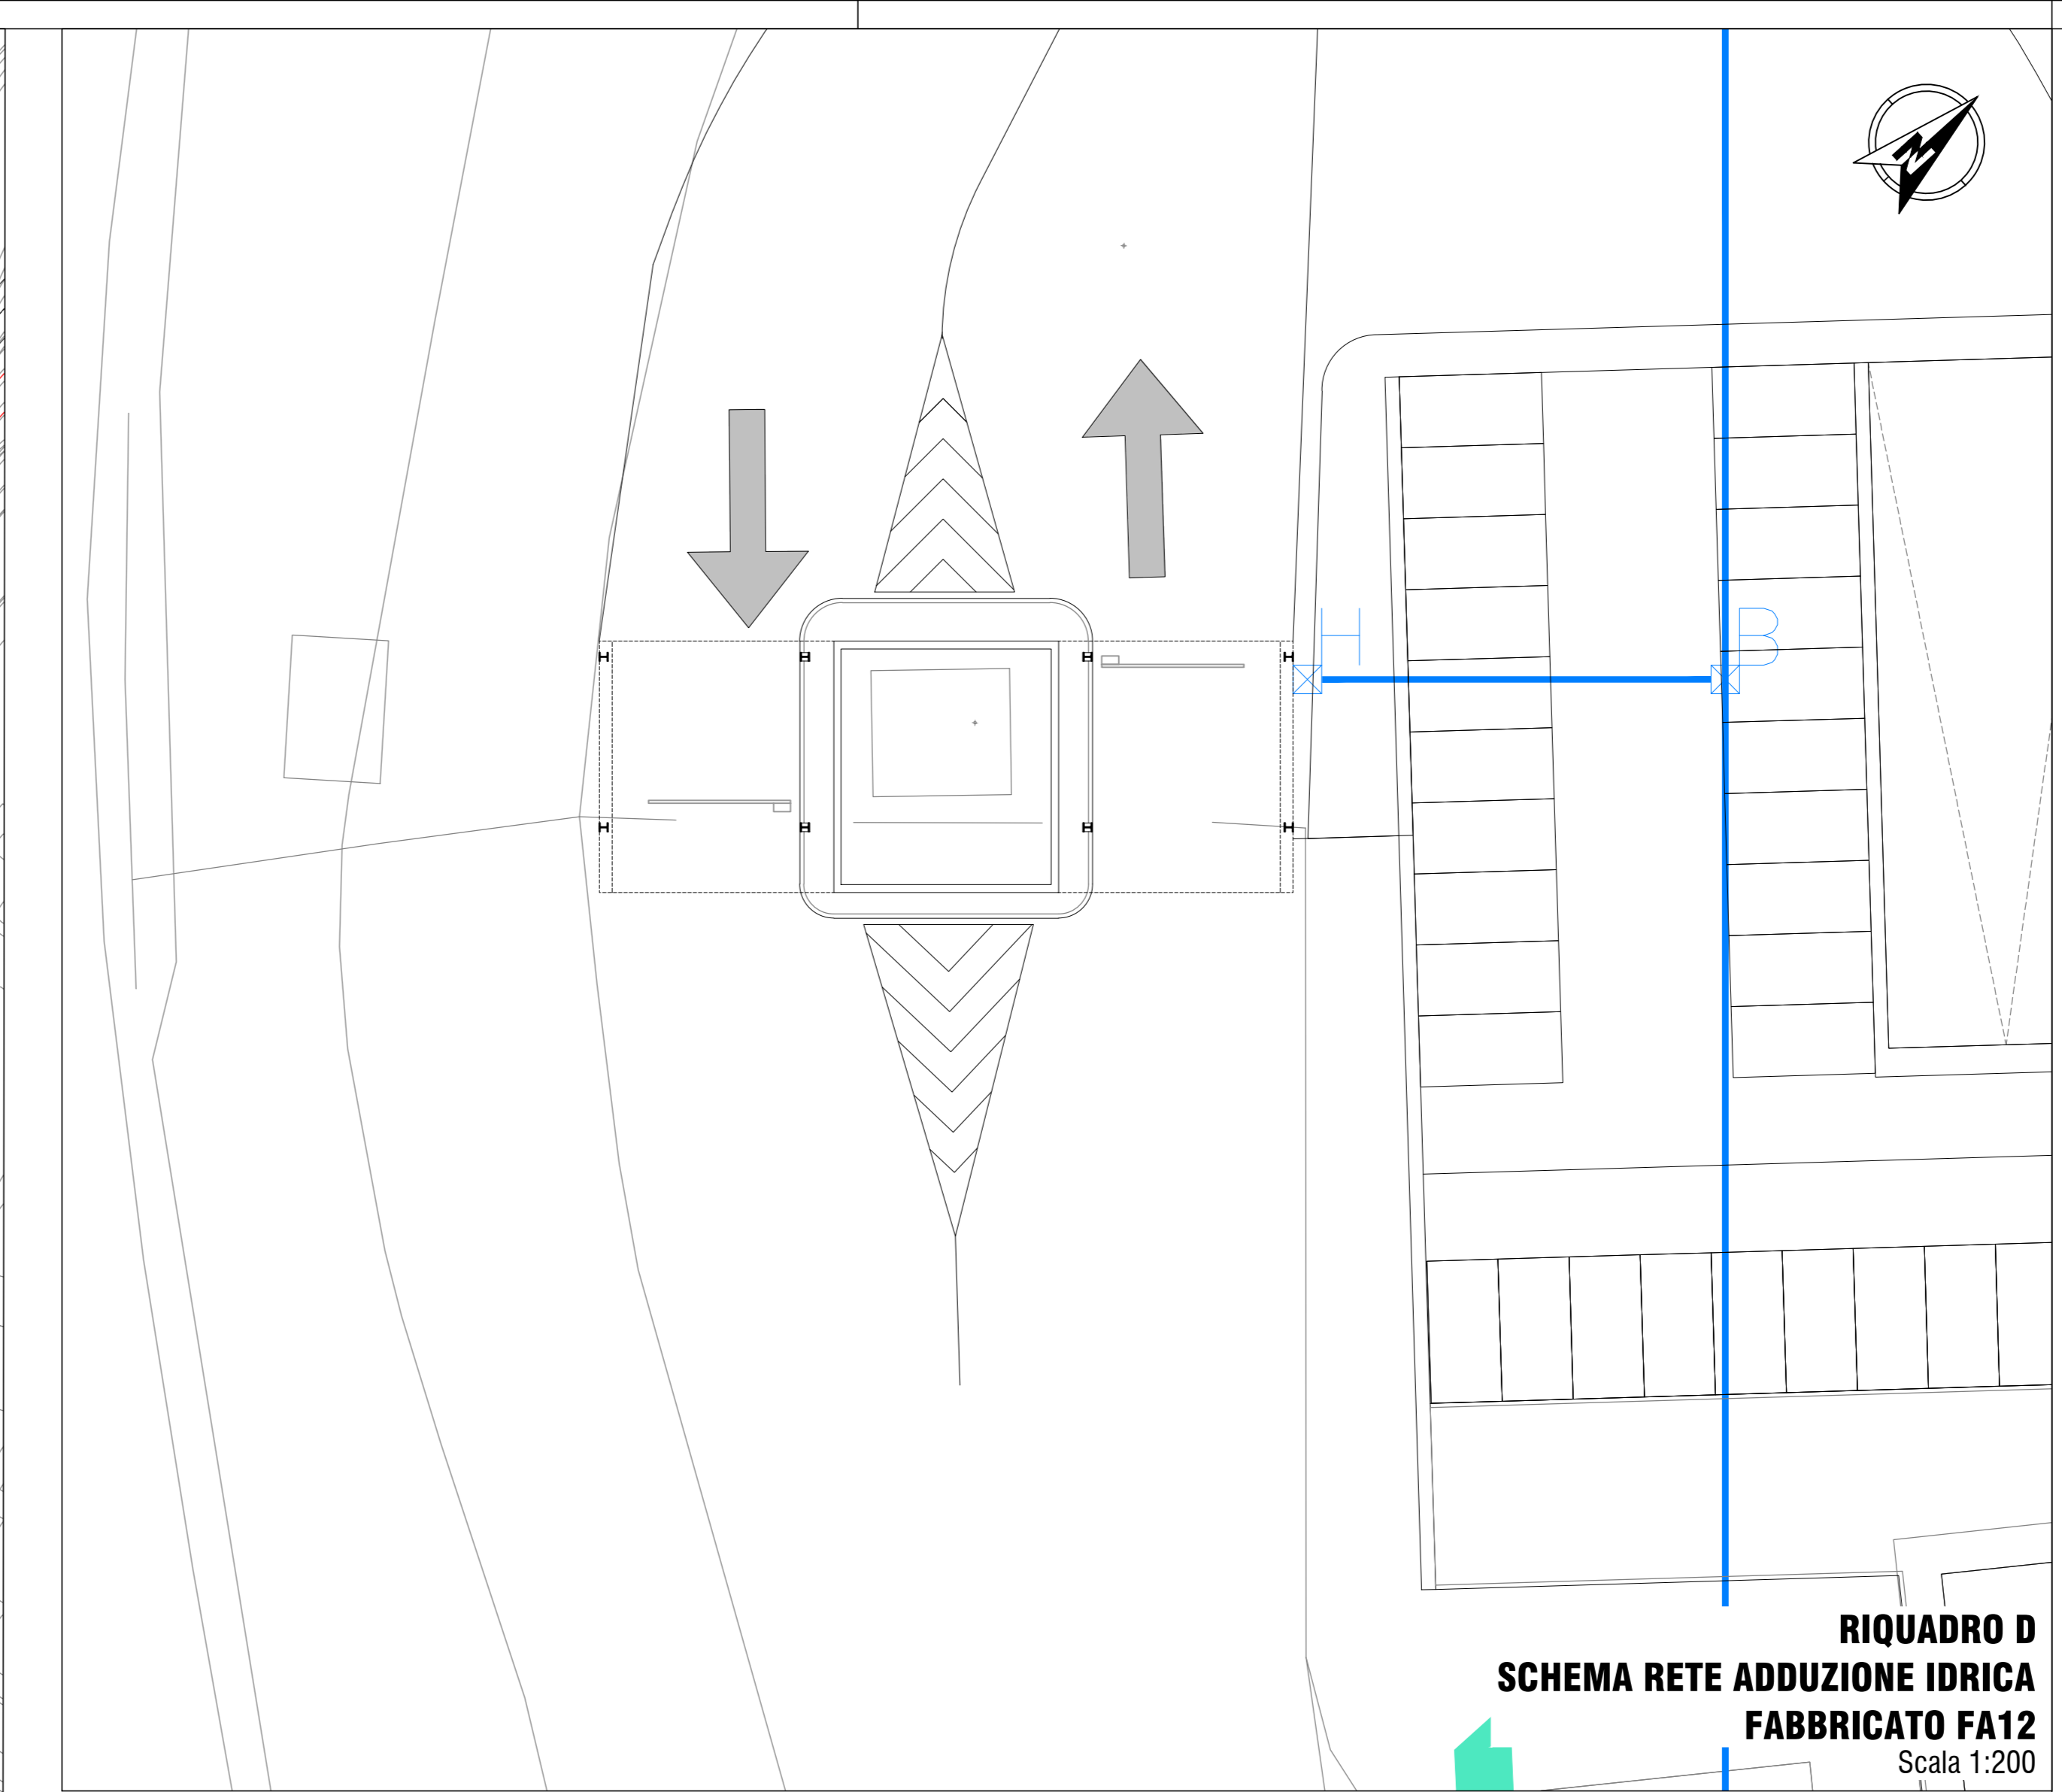 N
H
B
RIQUADRO D
SCHEMA RETE ADDUZIONE IDRICA
FABBRICATO FA12
Scala 1:200